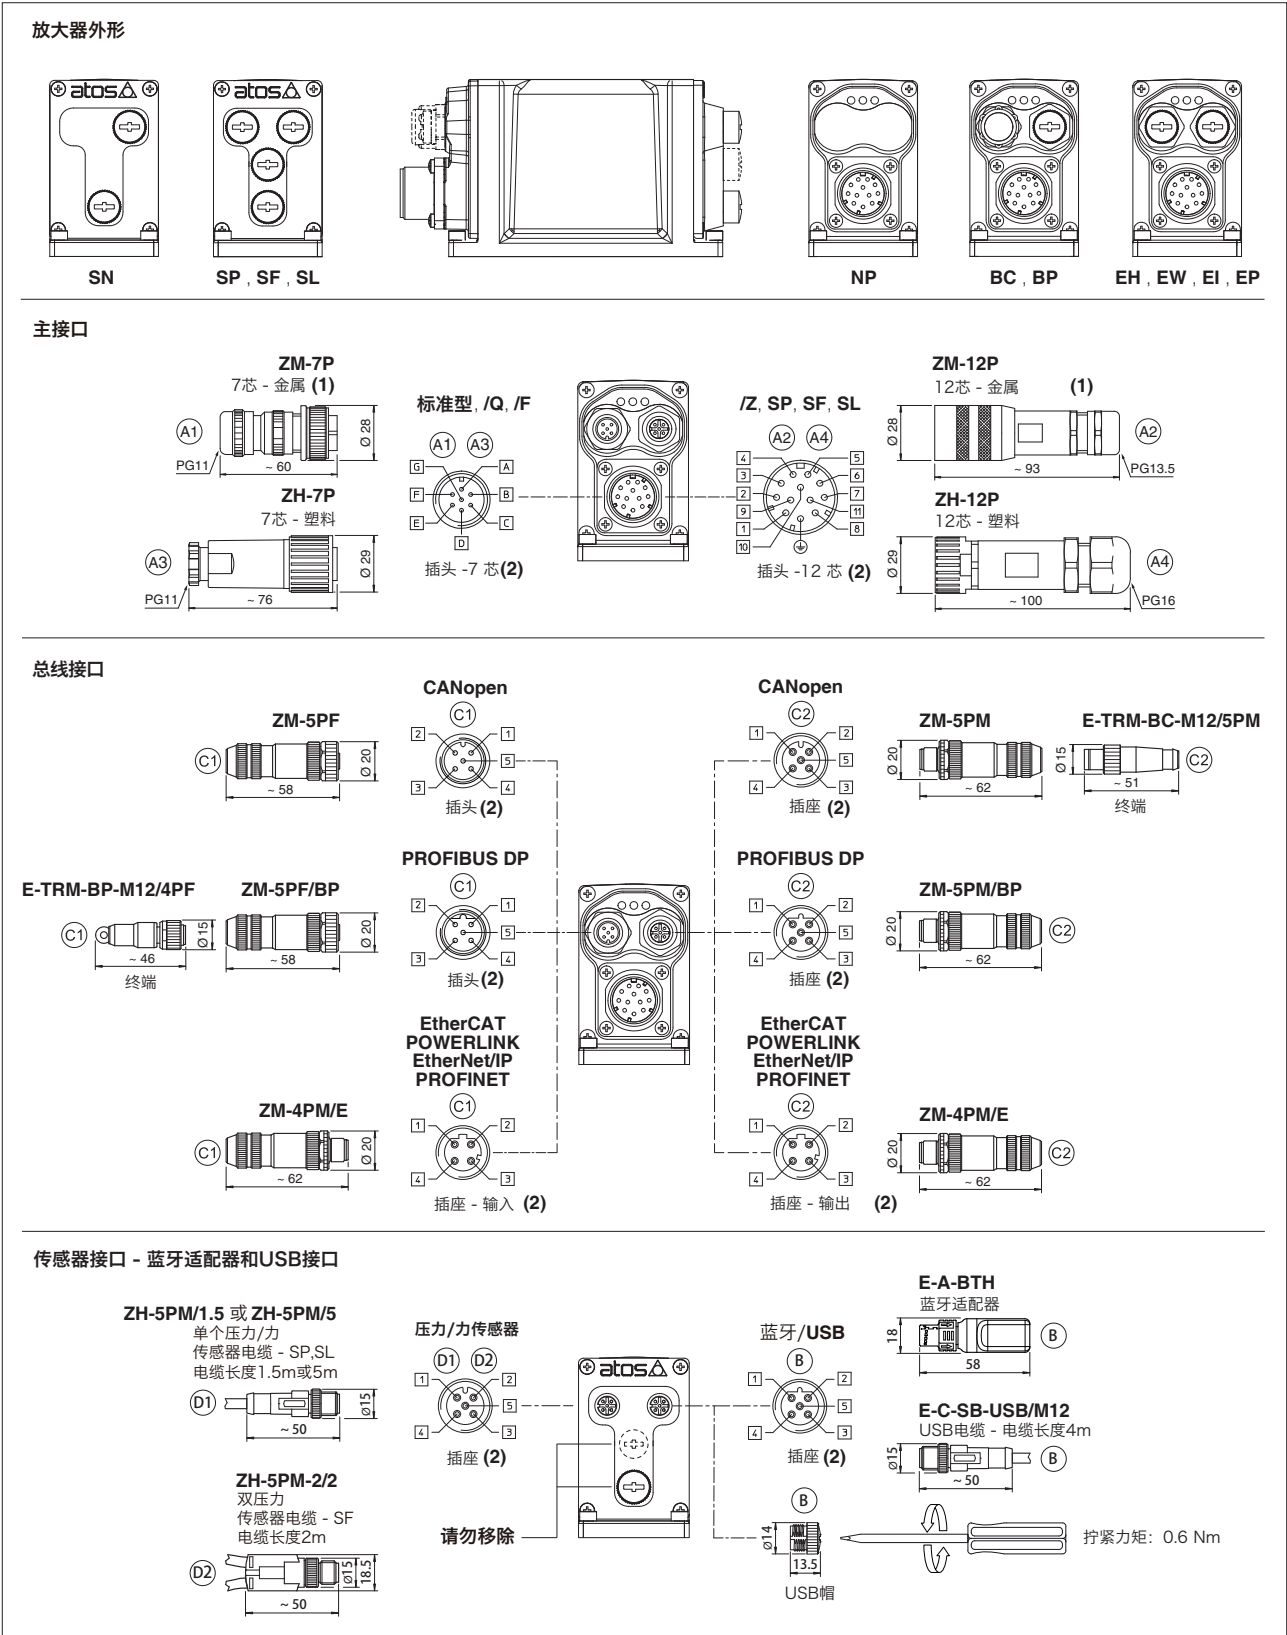 放大器外形
atos
atos
SN
SP , SF , SL
NP
BC , BP
EH , EW , EI , EP
主接口
ZM-7P
7芯 - 金属 (1)
A1
PG11
~ 60
Ø 28
ZH-7P
7芯 - 塑料
A3
PG11
~ 76
Ø 29
标准型, /Q, /F
A1 A3
G A
F B
E C
D
插头 -7 芯(2)
/Z, SP, SF, SL
A2 A4
4 5
3 6
2 7
9 11
1 8
10
插头 -12 芯 (2)
ZM-12P
12芯 - 金属 (1)
Ø 28
A2
~ 93
PG13.5
ZH-12P
12芯 - 塑料
Ø 29
A4
~ 100
PG16
总线接口
ZM-5PF
C1
Ø 20
~ 58
CANopen
C1
2 1
5
3 4
插头(2)
CANopen
C2
1 2
5
4 3
插座 (2)
ZM-5PM
Ø 20
~ 62
E-TRM-BC-M12/5PM
Ø 15
C2
~ 51
终端
E-TRM-BP-M12/4PF
C1
Ø 15
~ 46
终端
ZM-5PF/BP
Ø 20
~ 58
PROFIBUS DP
C1
2 1
5
3 4
插头(2)
PROFIBUS DP
C2
1 2
5
4 3
插座 (2)
ZM-5PM/BP
Ø 20
C2
~ 62
ZM-4PM/E
C1
Ø 20
~ 62
EtherCAT
POWERLINK
EtherNet/IP
PROFINET
C1
1 2
4 3
插座 - 输入 (2)
EtherCAT
POWERLINK
EtherNet/IP
PROFINET
C2
1 2
4 3
插座 - 输出 (2)
ZM-4PM/E
Ø 20
C2
~ 62
传感器接口 - 蓝牙适配器和USB接口
ZH-5PM/1.5 或 ZH-5PM/5
单个压力/力
传感器电缆 - SP,SL
电缆长度1.5m或5m
D1
Ø15
~ 50
ZH-5PM-2/2
双压力
传感器电缆 - SF
电缆长度2m
D2
Ø15
18.5
~ 50
压力/力传感器
D1 D2
1 2
5
4 3
插座 (2)
请勿移除
atos
蓝牙/USB
B
1 2
5
4 3
插座 (2)
E-A-BTH
蓝牙适配器
18
B
58
E-C-SB-USB/M12
USB电缆 - 电缆长度4m
Ø15
B
~ 50
B
Ø14
13.5
USB帽
拧紧力矩：0.6 Nm